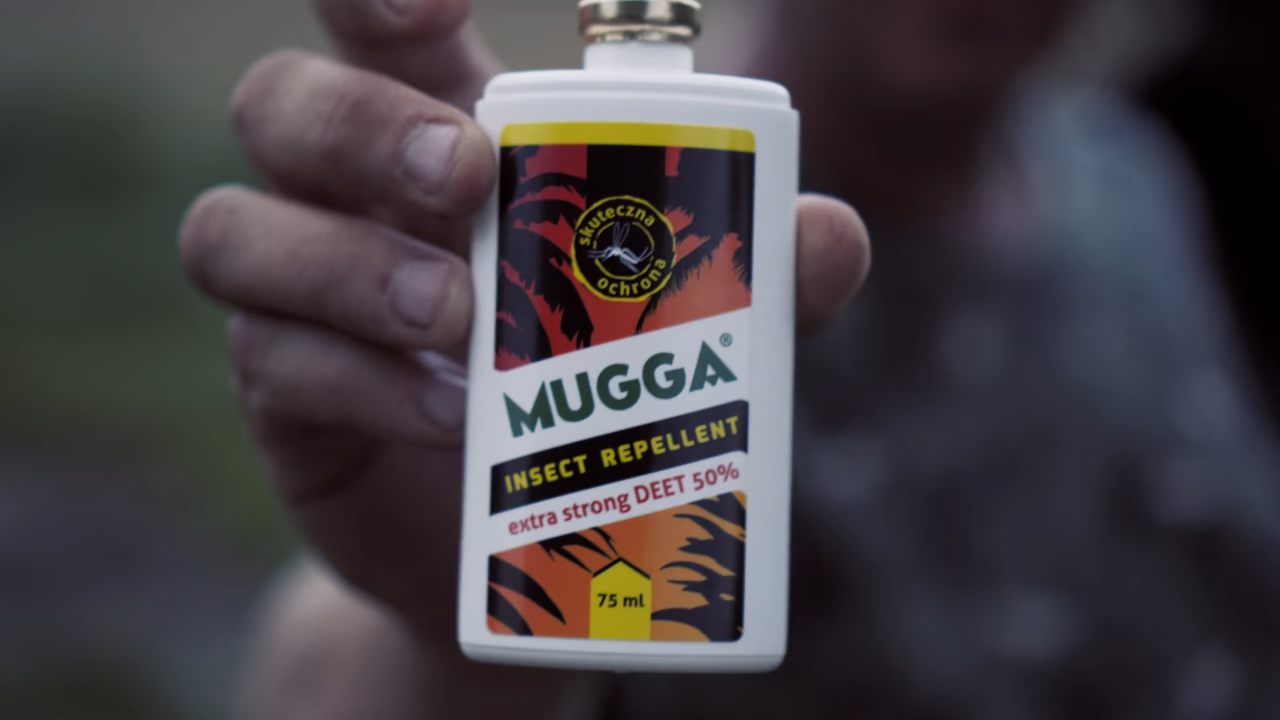 skuteczna
ochrona
MUGGA®
INSECT REPELLENT
extra strong DEET 50%
75 ml